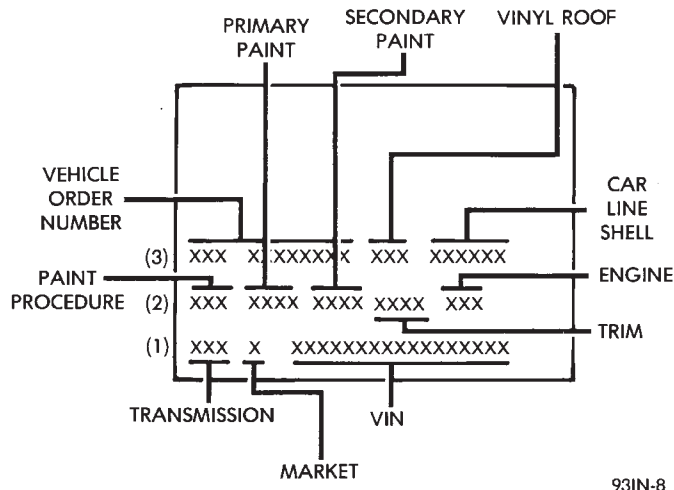 PRIMARY
PAINT
SECONDARY
PAINT
VINYL ROOF
VEHICLE
ORDER
NUMBER
CAR
LINE
SHELL
(3) XXX XXXXXXXXX XXX XXXXXX
PAINT
PROCEDURE
ENGINE
(2) XXX XXXX XXXX XXXX XXX
TRIM
(1) XXX X XXXXXXXXXXXXXXXXX
TRANSMISSION
VIN
MARKET
93IN-8